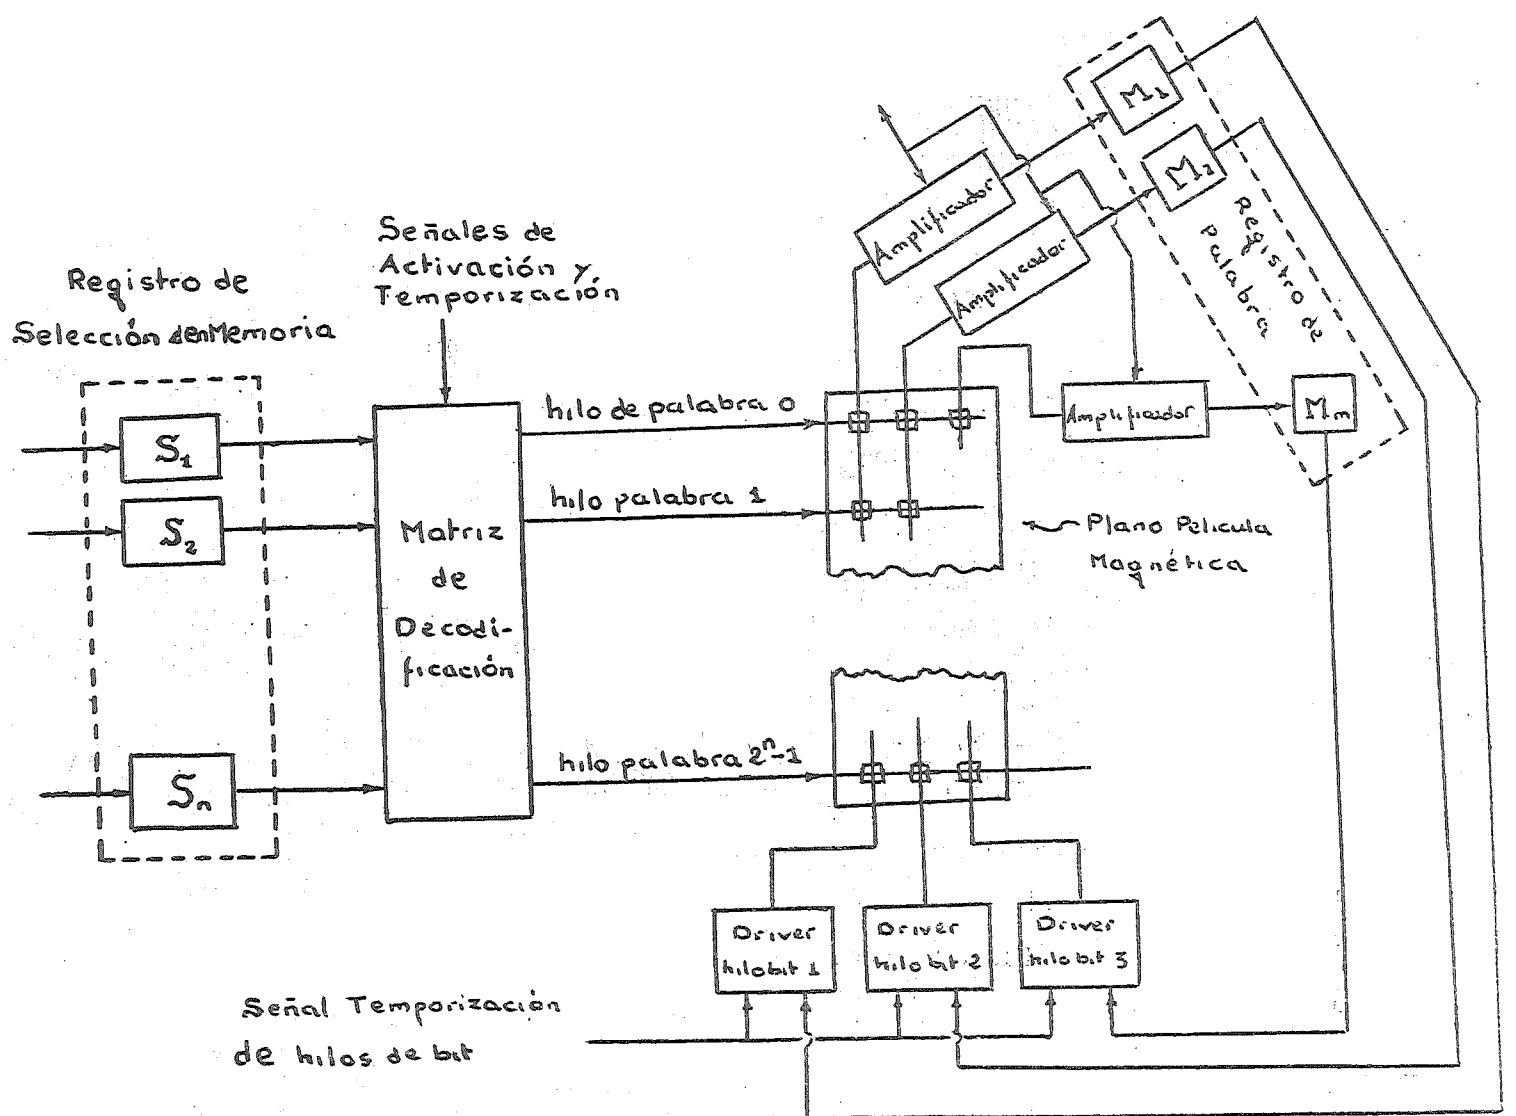 Registro de
Selección den Memoria
S₁
S₂
Sₙ
Señales de
Activación y
Temporización
Matriz
de
Decodi-
ficación
hilo de palabra 0
hilo palabra 1
hilo palabra 2ⁿ-1
Amplificador
Amplificador
Amplificador
M₁
M₂
Mₘ
Registro de
Palabra
Plano Pelicula
Magnética
Driver
hilo bit 1
Driver
hilo bit 2
Driver
hilo bit 3
Señal Temporización
de hilos de bit